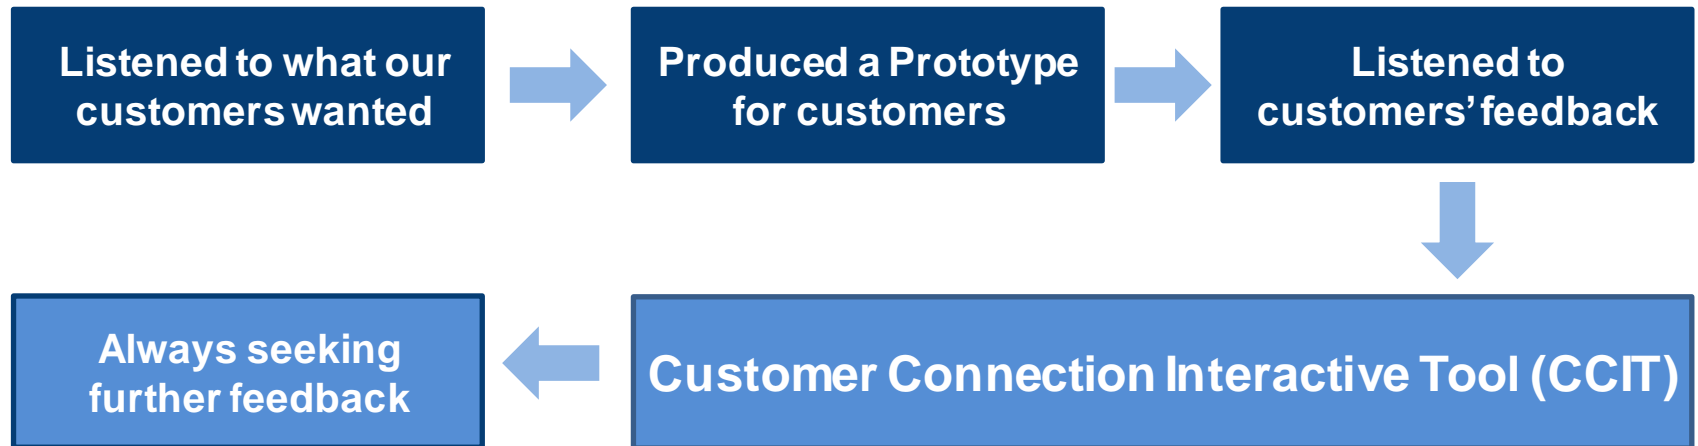 Listened to what our
customers wanted
Produced a Prototype
for customers
Listened to
customers’ feedback
Customer Connection Interactive Tool (CCIT)
Always seeking
further feedback